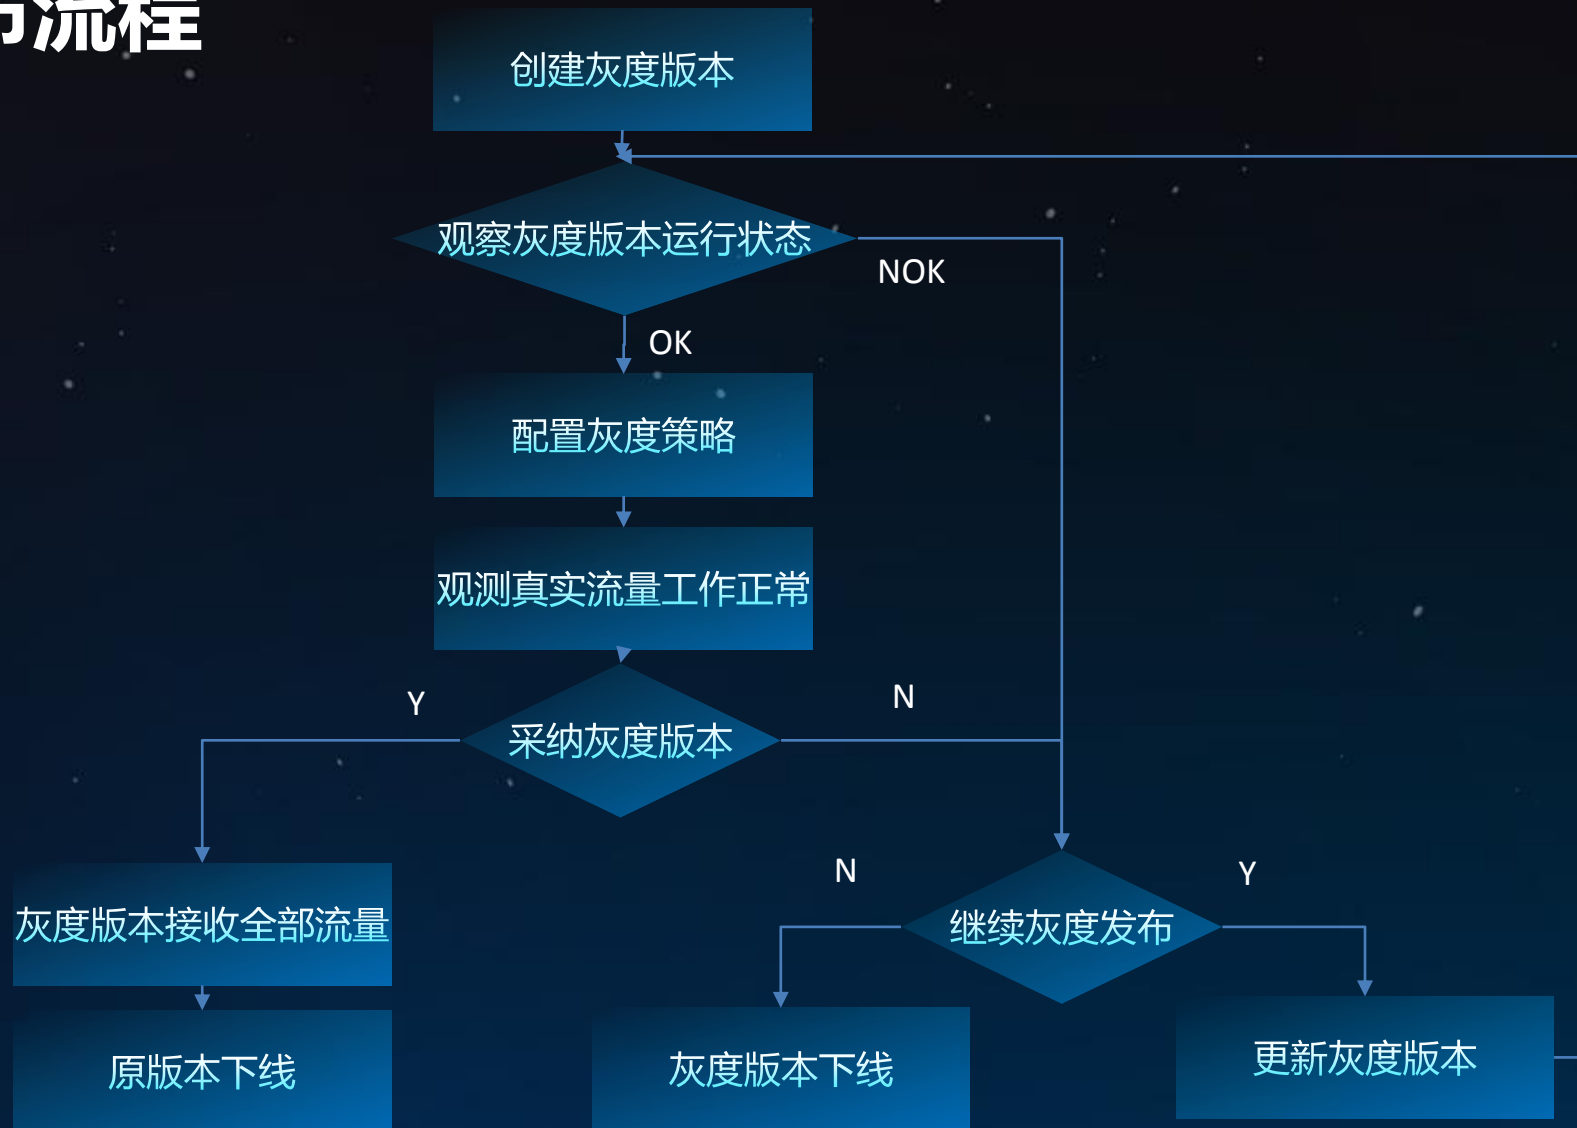 流程
创建灰度版本
观察灰度版本运行状态
NOK
OK
配置灰度策略
观测真实流量工作正常
Y
N
采纳灰度版本
N
Y
灰度版本接收全部流量
继续灰度发布
原版本下线
灰度版本下线
更新灰度版本